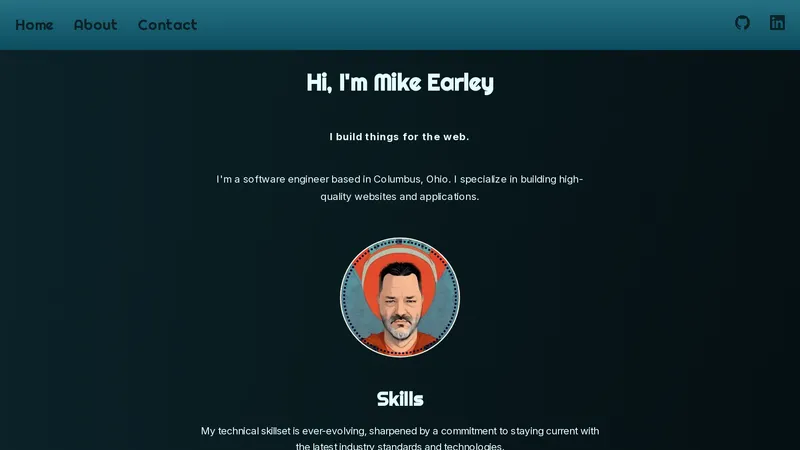 Home About Contact
Hi, I'm Mike Earley
I build things for the web.
I'm a software engineer based in Columbus, Ohio. I specialize in building high-
quality websites and applications.
Skills
My technical skillset is ever-evolving, sharpened by a commitment to staying current with
the latest industry standards and technologies.